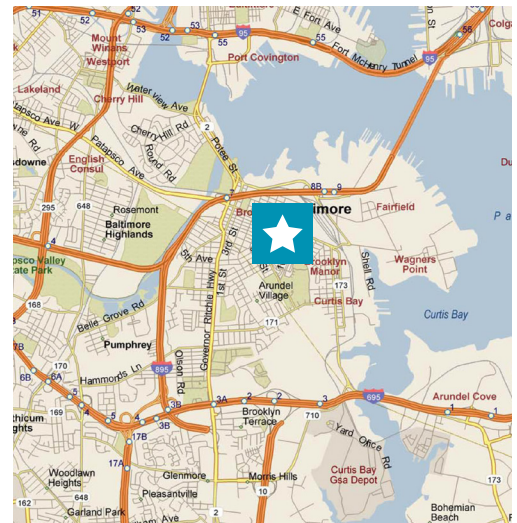 52
53
52
53
55
E Fort Ave
Mount
Winans
Westport
95
55
Fort McHenry Tunnel
Port Covington
95
56
Lakeland
Cherry Hill
Waterview Ave
Patapsco Ave W
Cherry Hill Rd
Round Rd
2
Potee St
English
Consul
Patapsco Ave
295
648
Rosemont
Baltimore
Highlands
8B
9
Fairfield
5th Ave
3rd St
1st St
4
168
Governor Ritchie Hwy
Arundel
Village
Manor
Curtis Bay
173
Shell Rd
Wagners
Point
Curtis Bay
171
Belle Grove Rd
Pumphrey
895
Olson Rd
Hammonds Ln
170
6B
6A
169
4
5
4
3B
3B
3A
2
2
3
695
Arundel Cove
1
1
17B
17A
Brooklyn
Terrace
710
Yard Office Rd
173
Woodlawn
Heights
Glenmore
Morris Hills
Curtis Bay
Gsa Depot
162
648
Pleasantville
Garland Park
10
2
Bohemian
Beach